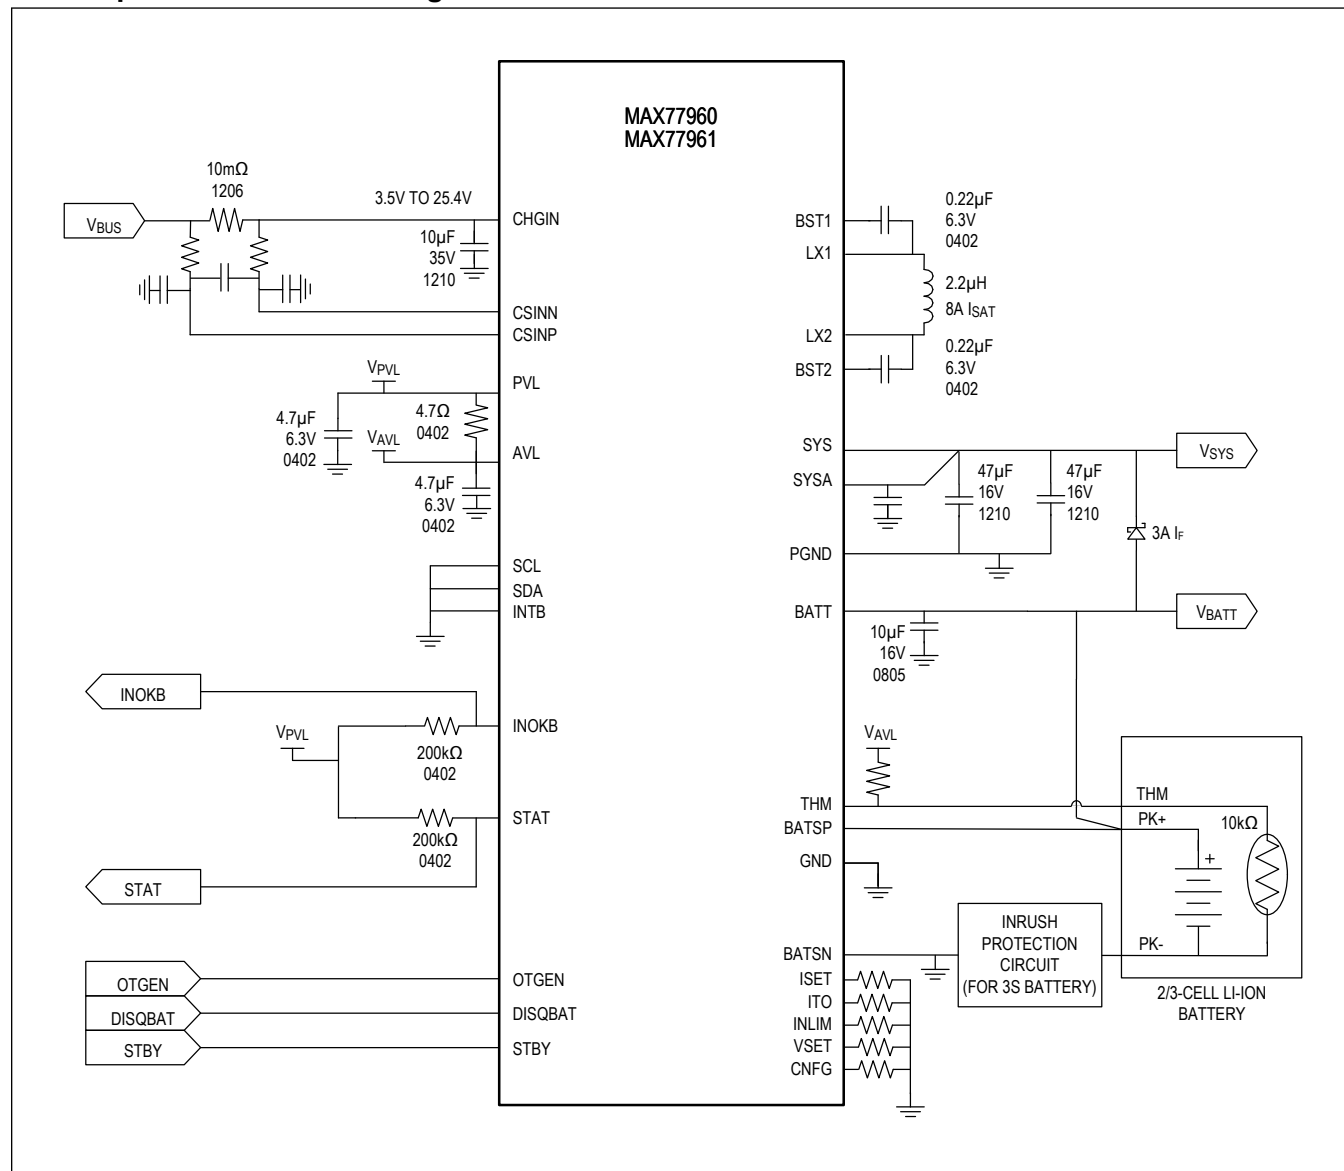 MAX77960
MAX77961
10mΩ
1206
3.5V TO 25.4V
VBUS
CHGIN
10µF
35V
1210
CSINN
CSINP
VPVL
PVL
4.7µF
6.3V
0402
4.7Ω
0402
VAVL
AVL
4.7µF
6.3V
0402
SCL
SDA
INTB
INOKB
INOKB
VPVL
200kΩ
0402
STAT
200kΩ
0402
STAT
OTGEN
OTGEN
DISQBAT
DISQBAT
STBY
STBY
BST1
0.22µF
6.3V
0402
LX1
2.2µH
8A ISAT
LX2
BST2
0.22µF
6.3V
0402
SYS
VSYS
SYSA
47µF
16V
1210
47µF
16V
1210
3A IF
PGND
BATT
VBATT
10µF
16V
0805
VAVL
THM
THM
BATSP
PK+
10kΩ
+
GND
INRUSH
PROTECTION
CIRCUIT
(FOR 3S BATTERY)
PK-
BATSN
2/3-CELL LI-ION
BATTERY
ISET
ITO
INLIM
VSET
CNFG